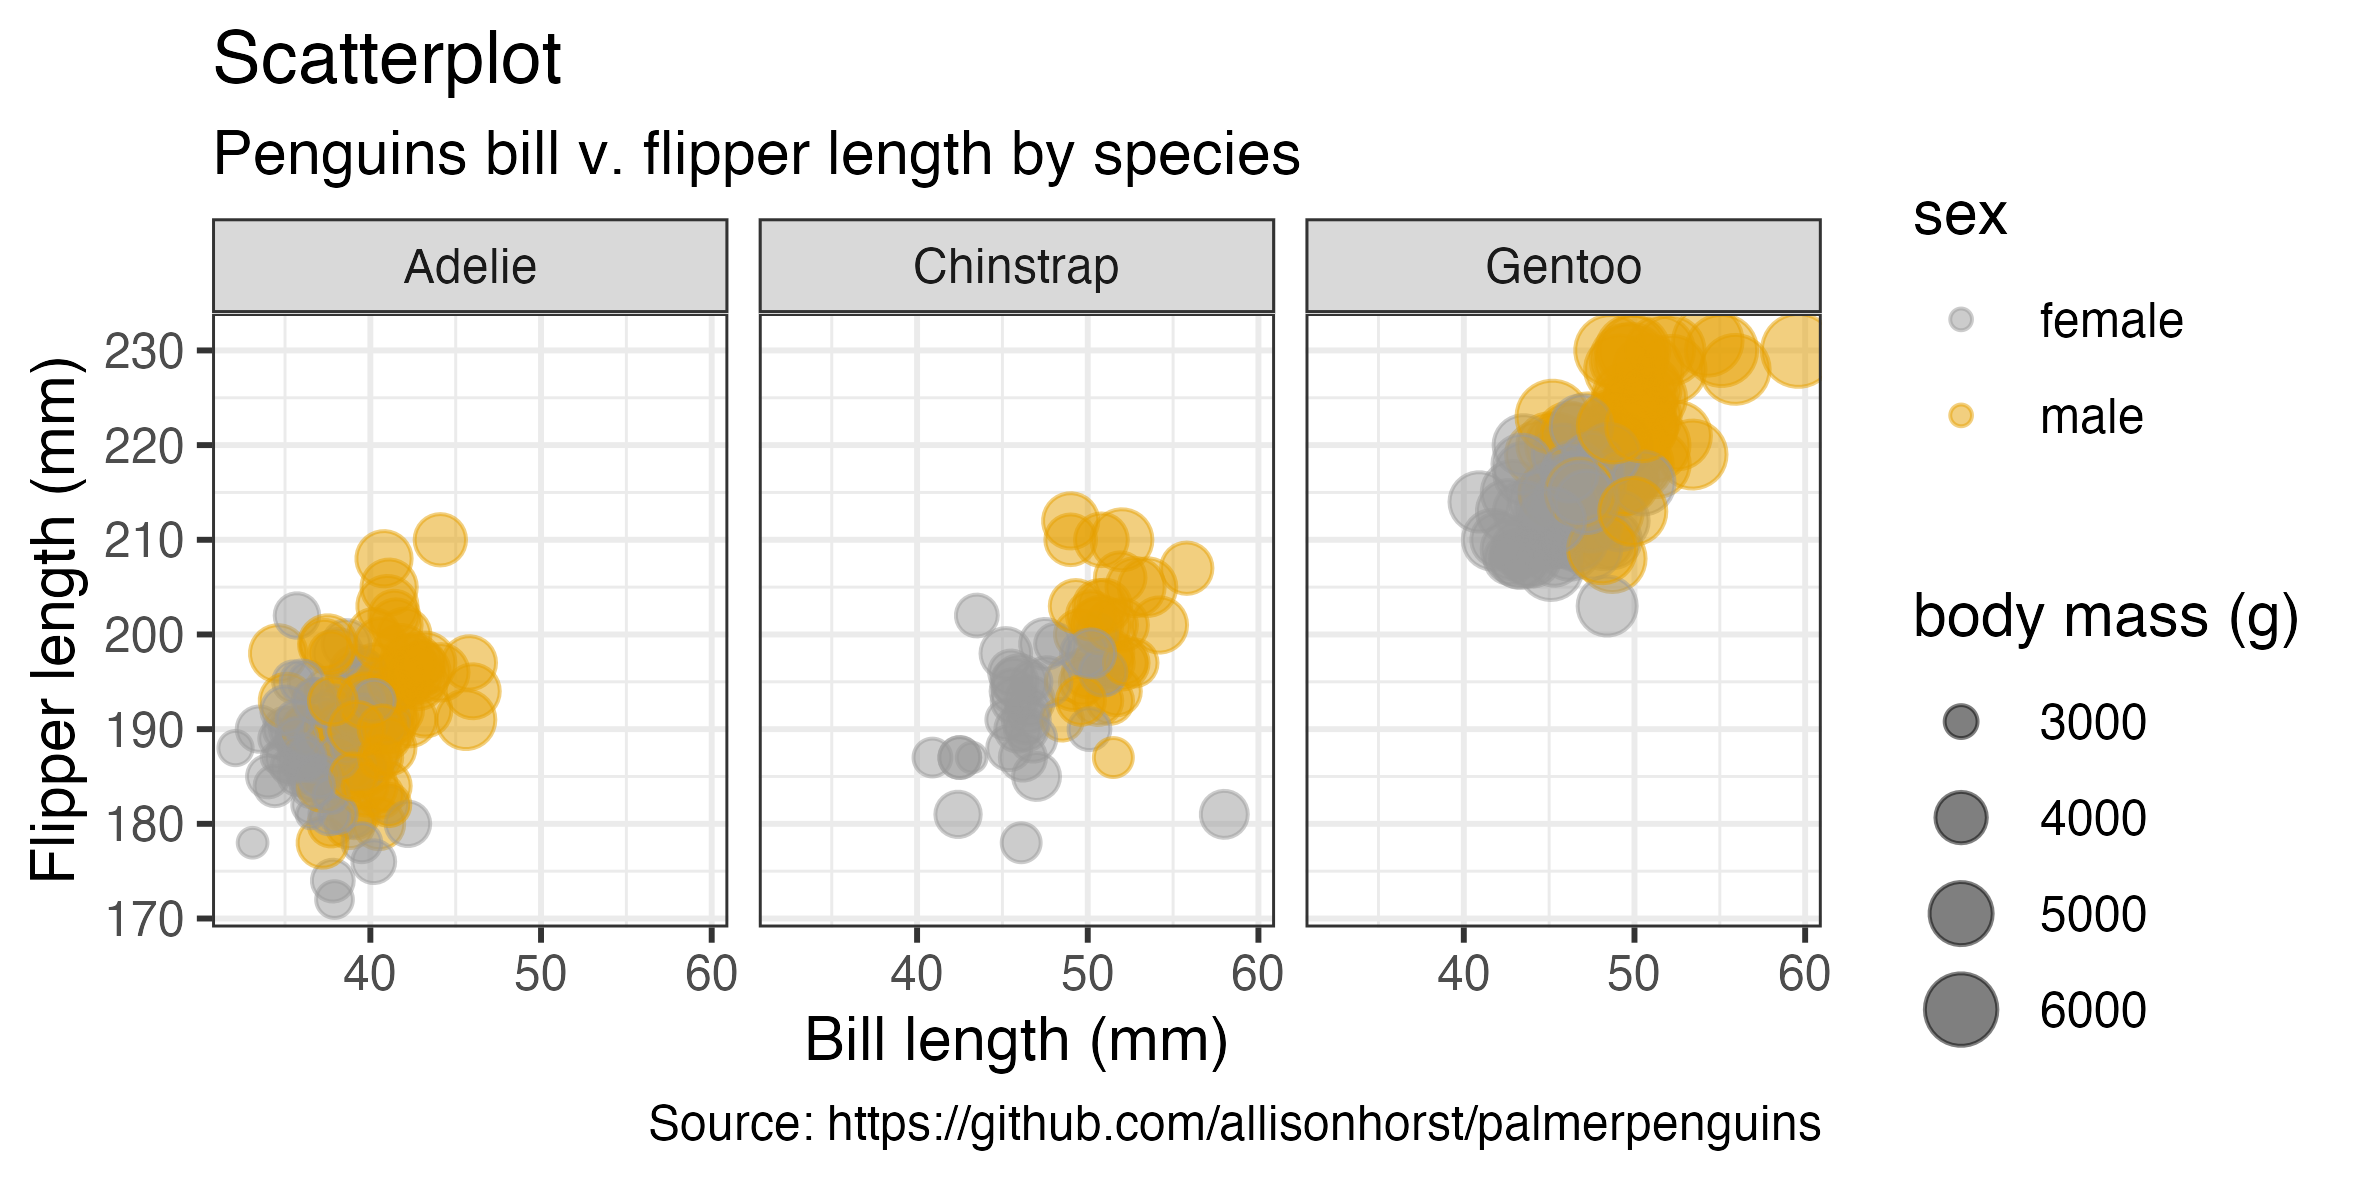 Scatterplot
Penguins bill v. flipper length by species
Adelie
Chinstrap
Gentoo
Flipper length (mm)
230
220
210
200
190
180
170
40 50 60
40 50 60
40 50 60
Bill length (mm)
Source: https://github.com/allisonhorst/palmerpenguins
sex
female
male
body mass (g)
3000
4000
5000
6000